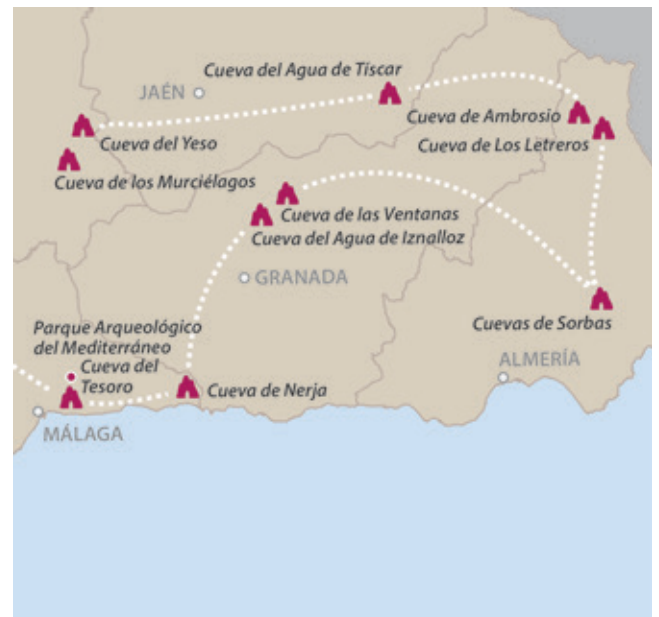 Cueva del Agua de Tíscar
JAÉN
Cueva de Ambrosio
Cueva del Yeso
Cueva de Los Letreros
Cueva de los Murciélagos
Cueva de las Ventanas
Cueva del Agua de Iznalloz
GRANADA
Cuevas de Sorbas
Parque Arqueológico
del Mediterráneo
Cueva del
Tesoro
ALMERÍA
Cueva de Nerja
MÁLAGA